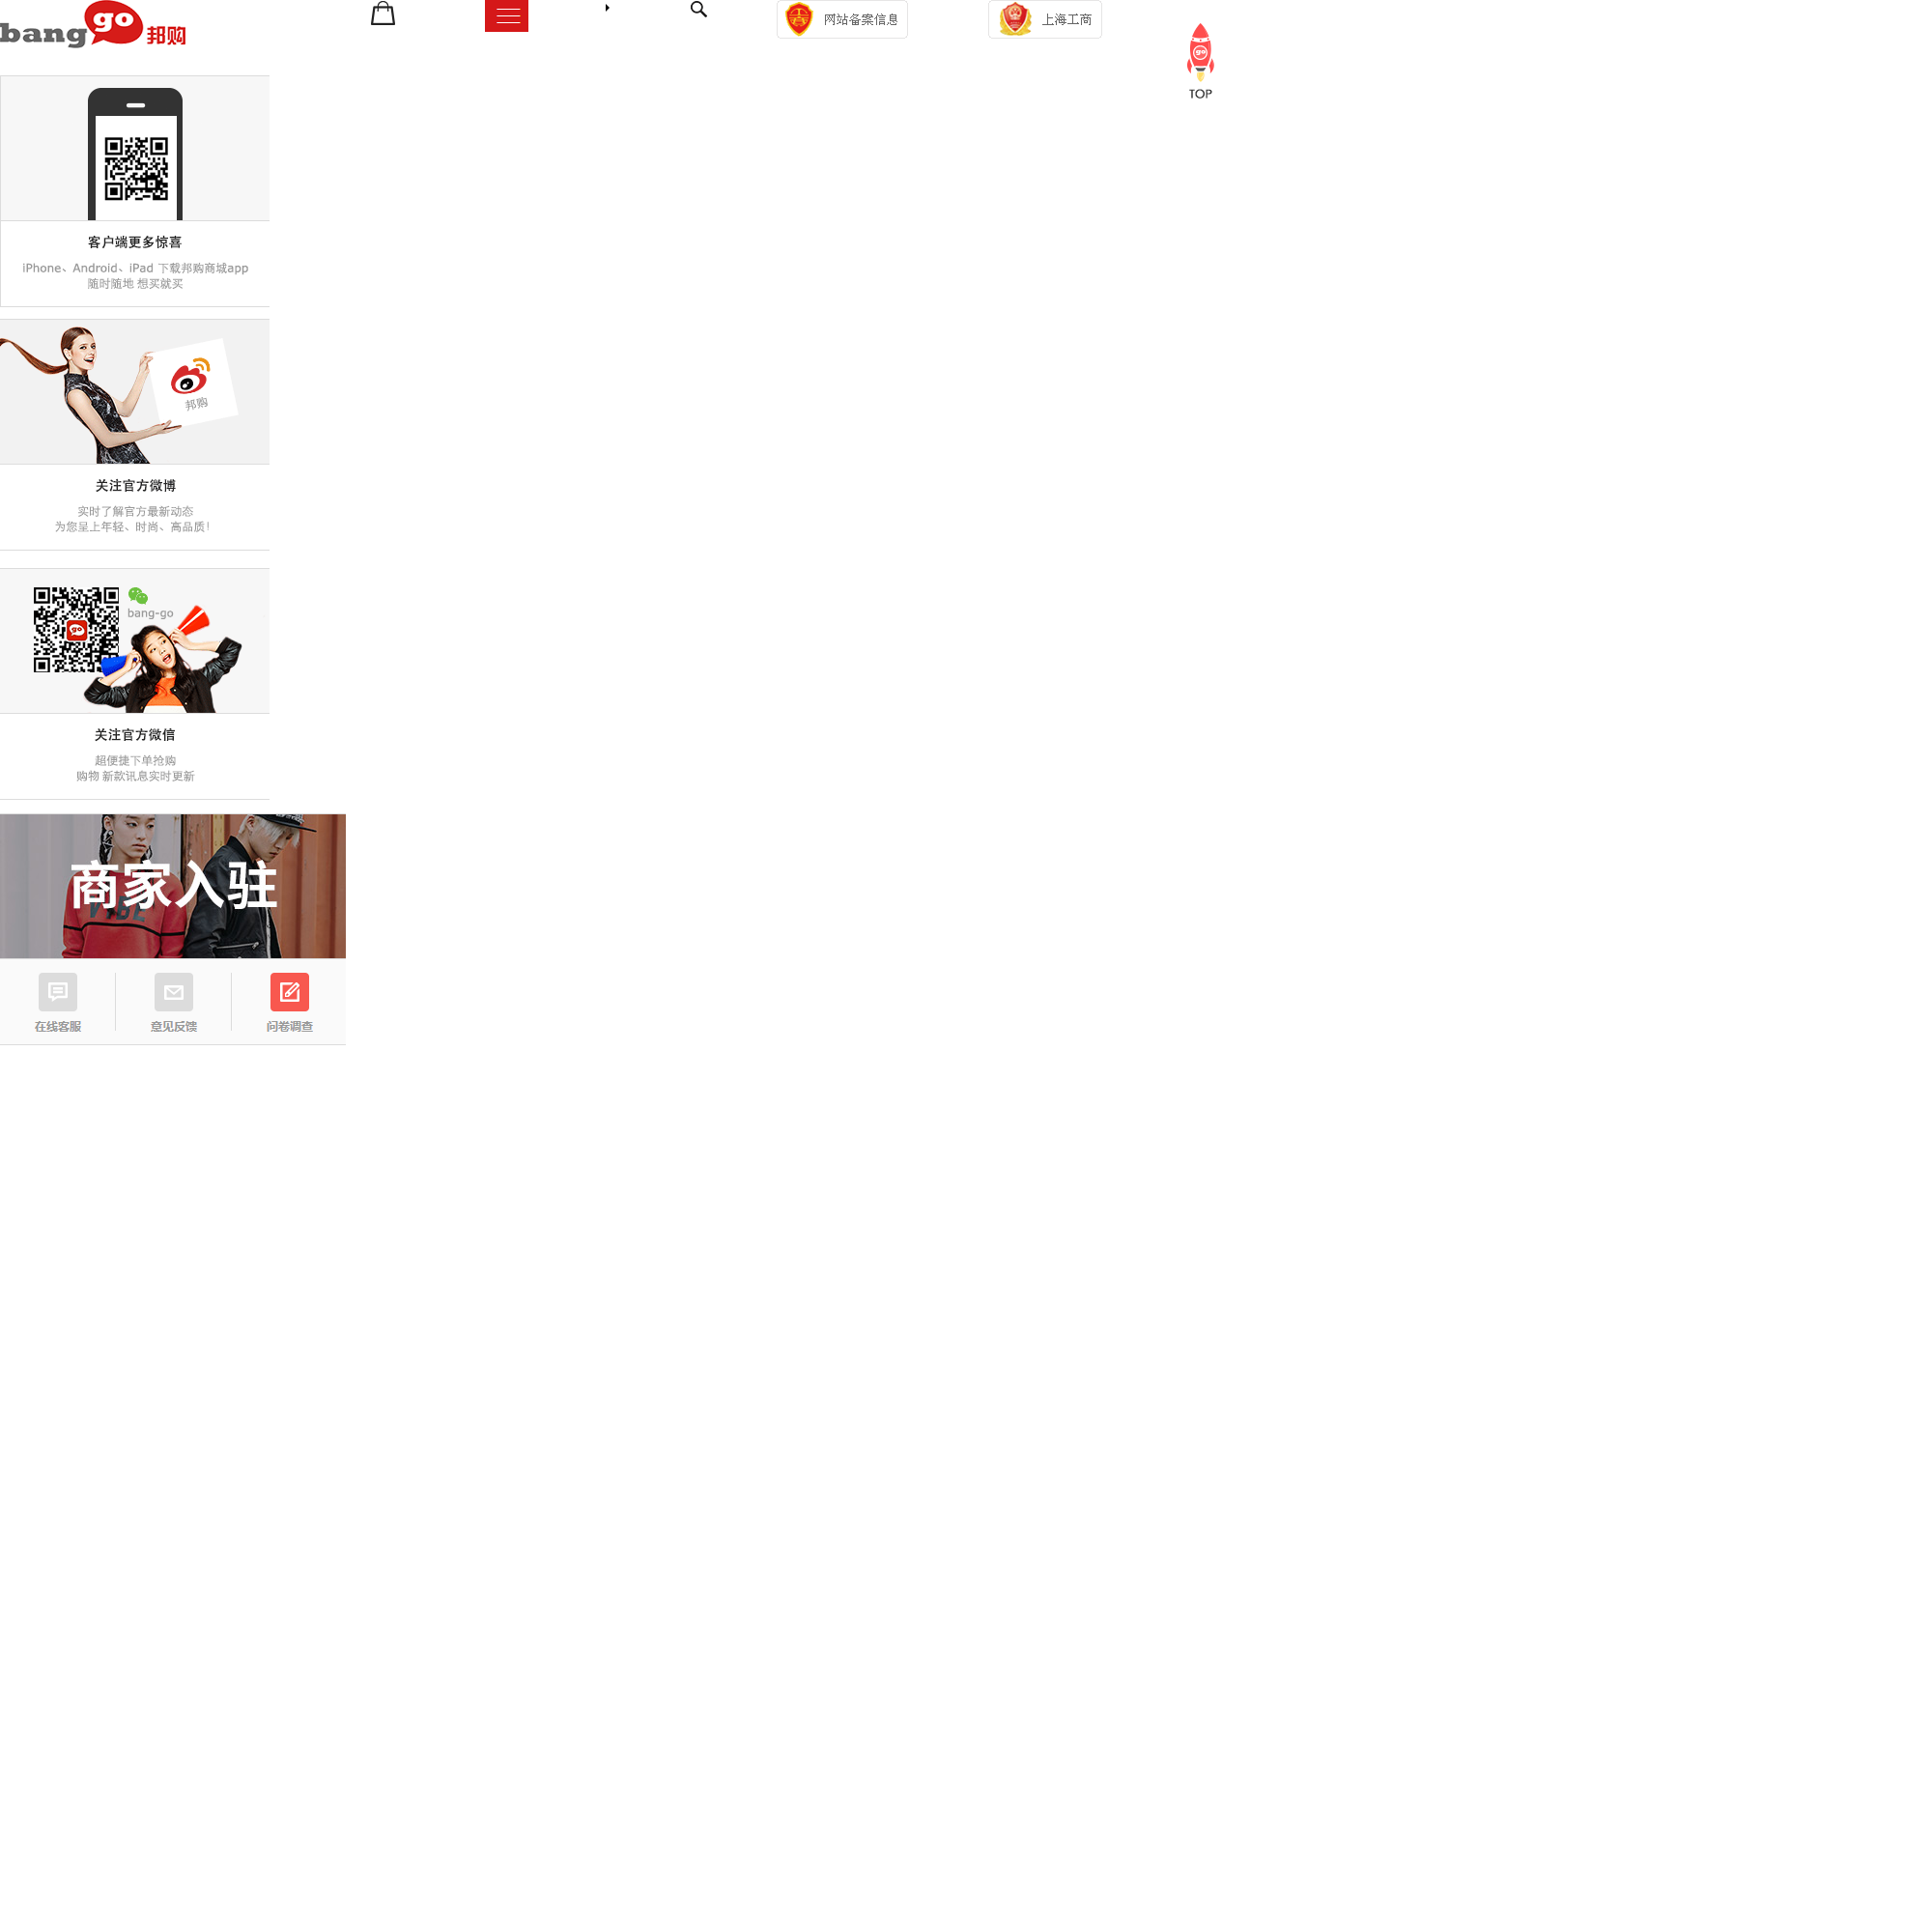 bang go 邦购
网站备案信息
上海工商
go
TOP
客户端更多惊喜
iPhone、Android、iPad 下载邦购商城app
随时随地 想买就买
邦购
关注官方微博
实时了解官方最新动态
为您呈上年轻、时尚、高品质!
bang-go
go
关注官方微信
超便捷下单抢购
购物 新款讯息实时更新
商家入驻
VIBE
在线客服
意见反馈
问卷调查